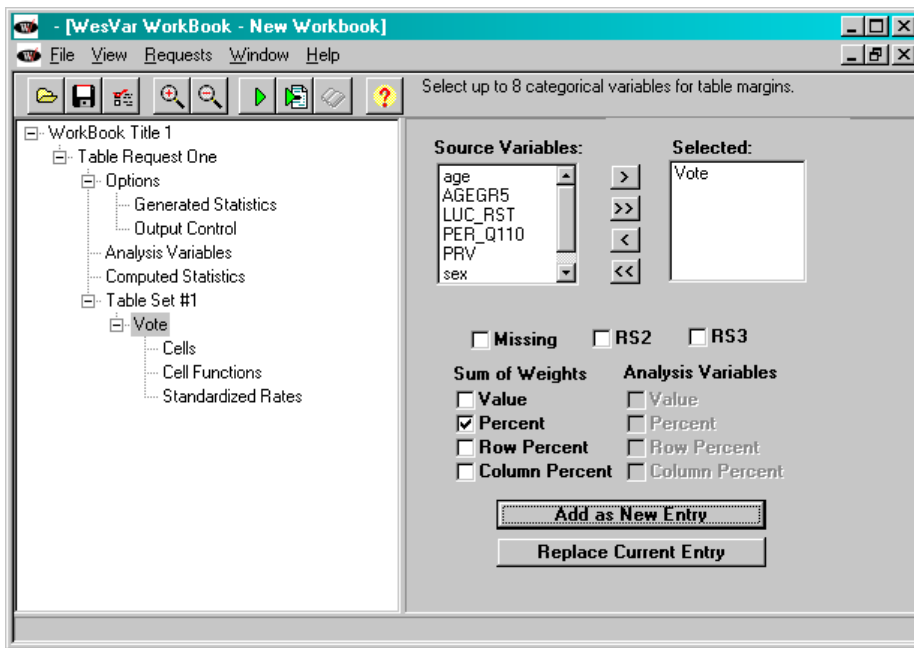 - [WesVar WorkBook - New Workbook]
File View Requests Window Help
Select up to 8 categorical variables for table margins.
WorkBook Title 1
Table Request One
Options
Generated Statistics
Output Control
Analysis Variables
Computed Statistics
Table Set #1
Vote
Cells
Cell Functions
Standardized Rates
Source Variables:
age
AGEGR5
LUC_RST
PER_Q110
PRV
sex
>
>>
<
<<
Selected:
Vote
Missing RS2 RS3
Sum of Weights
Value
Percent
Row Percent
Column Percent
Analysis Variables
Value
Percent
Row Percent
Column Percent
Add as New Entry
Replace Current Entry